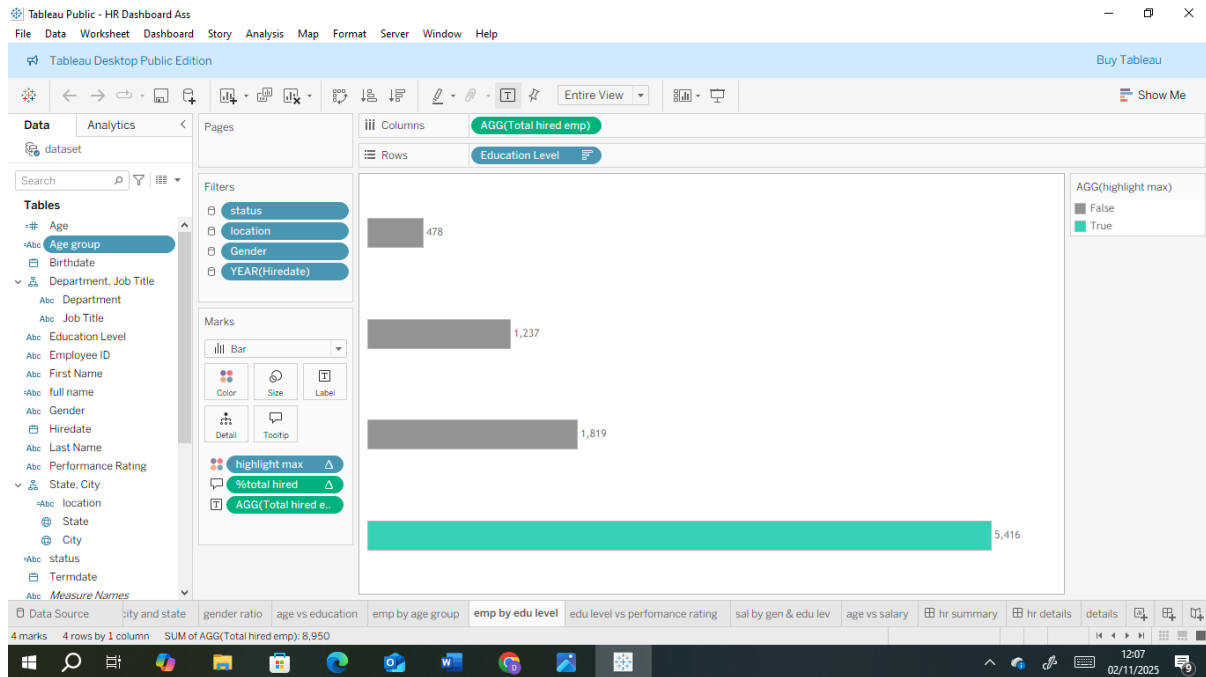 Tableau Public - HR Dashboard Ass
File Data Worksheet Dashboard Story Analysis Map Format Server Window Help
Tableau Desktop Public Edition
Buy Tableau
Entire View
Show Me
Data Analytics
dataset
Search
Tables
Age
Age group
Birthdate
Department, Job Title
Department
Job Title
Education Level
Employee ID
First Name
full name
Gender
Hiredate
Last Name
Performance Rating
State, City
location
State
City
status
Termdate
Measure Names
Pages
Filters
status
location
Gender
YEAR(Hiredate)
Marks
Bar
Color Size Label
Detail Tooltip
highlight max
%total hired
AGG(Total hired e..
Columns AGG(Total hired emp)
Rows Education Level
478
1,237
1,819
5,416
AGG(highlight max)
False
True
Data Source city and state gender ratio age vs education emp by age group emp by edu level edu level vs perfomance rating sal by gen & edu lev age vs salary hr summary hr details details
4 marks 4 rows by 1 column SUM of AGG(Total hired emp): 8,950
12:07
02/11/2025
9